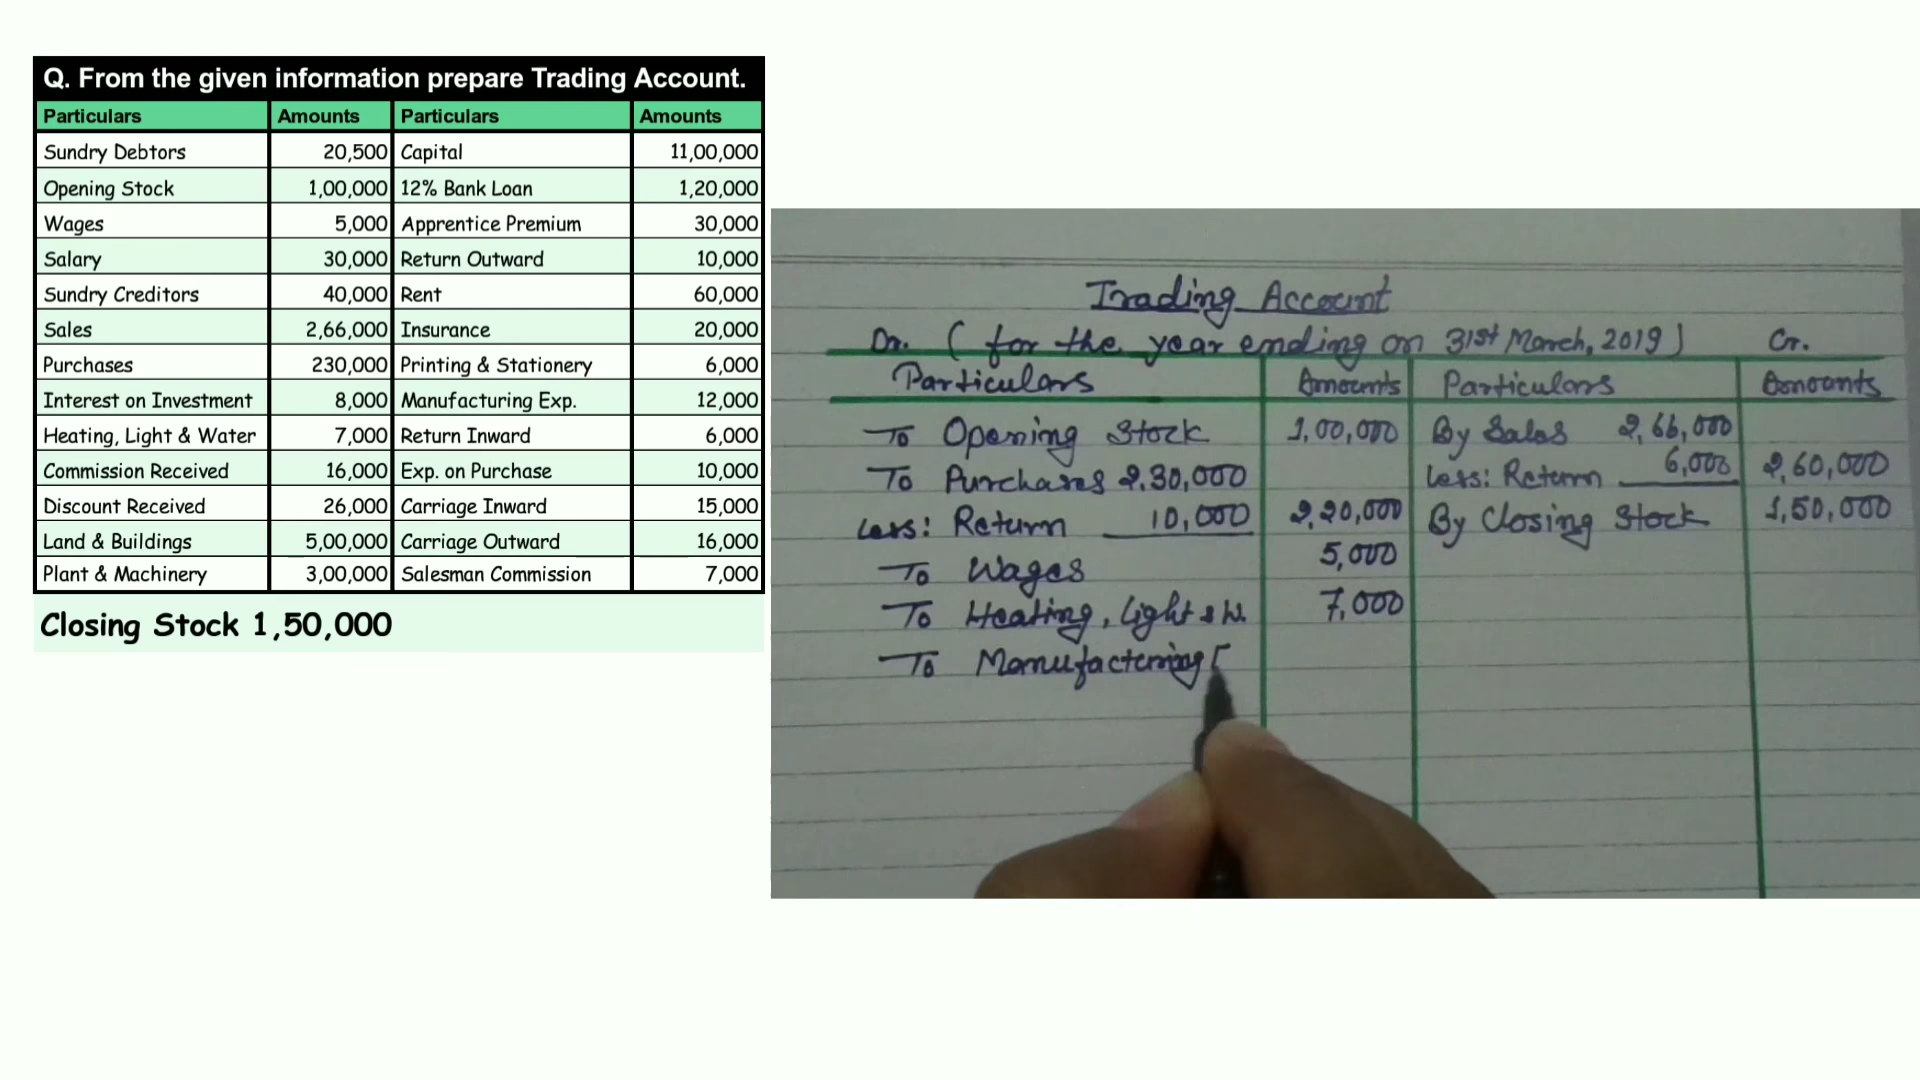 Q. From the given information prepare Trading Account.
Particulars Amounts Particulars Amounts
Sundry Debtors 20,500 Capital 11,00,000
Opening Stock 1,00,000 12% Bank Loan 1,20,000
Wages 5,000 Apprentice Premium 30,000
Salary 30,000 Return Outward 10,000
Sundry Creditors 40,000 Rent 60,000
Sales 2,66,000 Insurance 20,000
Purchases 230,000 Printing & Stationery 6,000
Interest on Investment 8,000 Manufacturing Exp. 12,000
Heating, Light & Water 7,000 Return Inward 6,000
Commission Received 16,000 Exp. on Purchase 10,000
Discount Received 26,000 Carriage Inward 15,000
Land & Buildings 5,00,000 Carriage Outward 16,000
Plant & Machinery 3,00,000 Salesman Commission 7,000
Closing Stock 1,50,000
Trading Account
Dr. (for the year ending on 31st March, 2019) Cr.
Particulars Amounts Particulars Amounts
To Opening Stock 1,00,000 By Sales 2,66,000
To Purchases 2,30,000 Less: Return 6,000 2,60,000
Less: Return 10,000 2,20,000 By Closing Stock 1,50,000
To Wages 5,000
To Heating, Light & W. 7,000
To Manufacturing